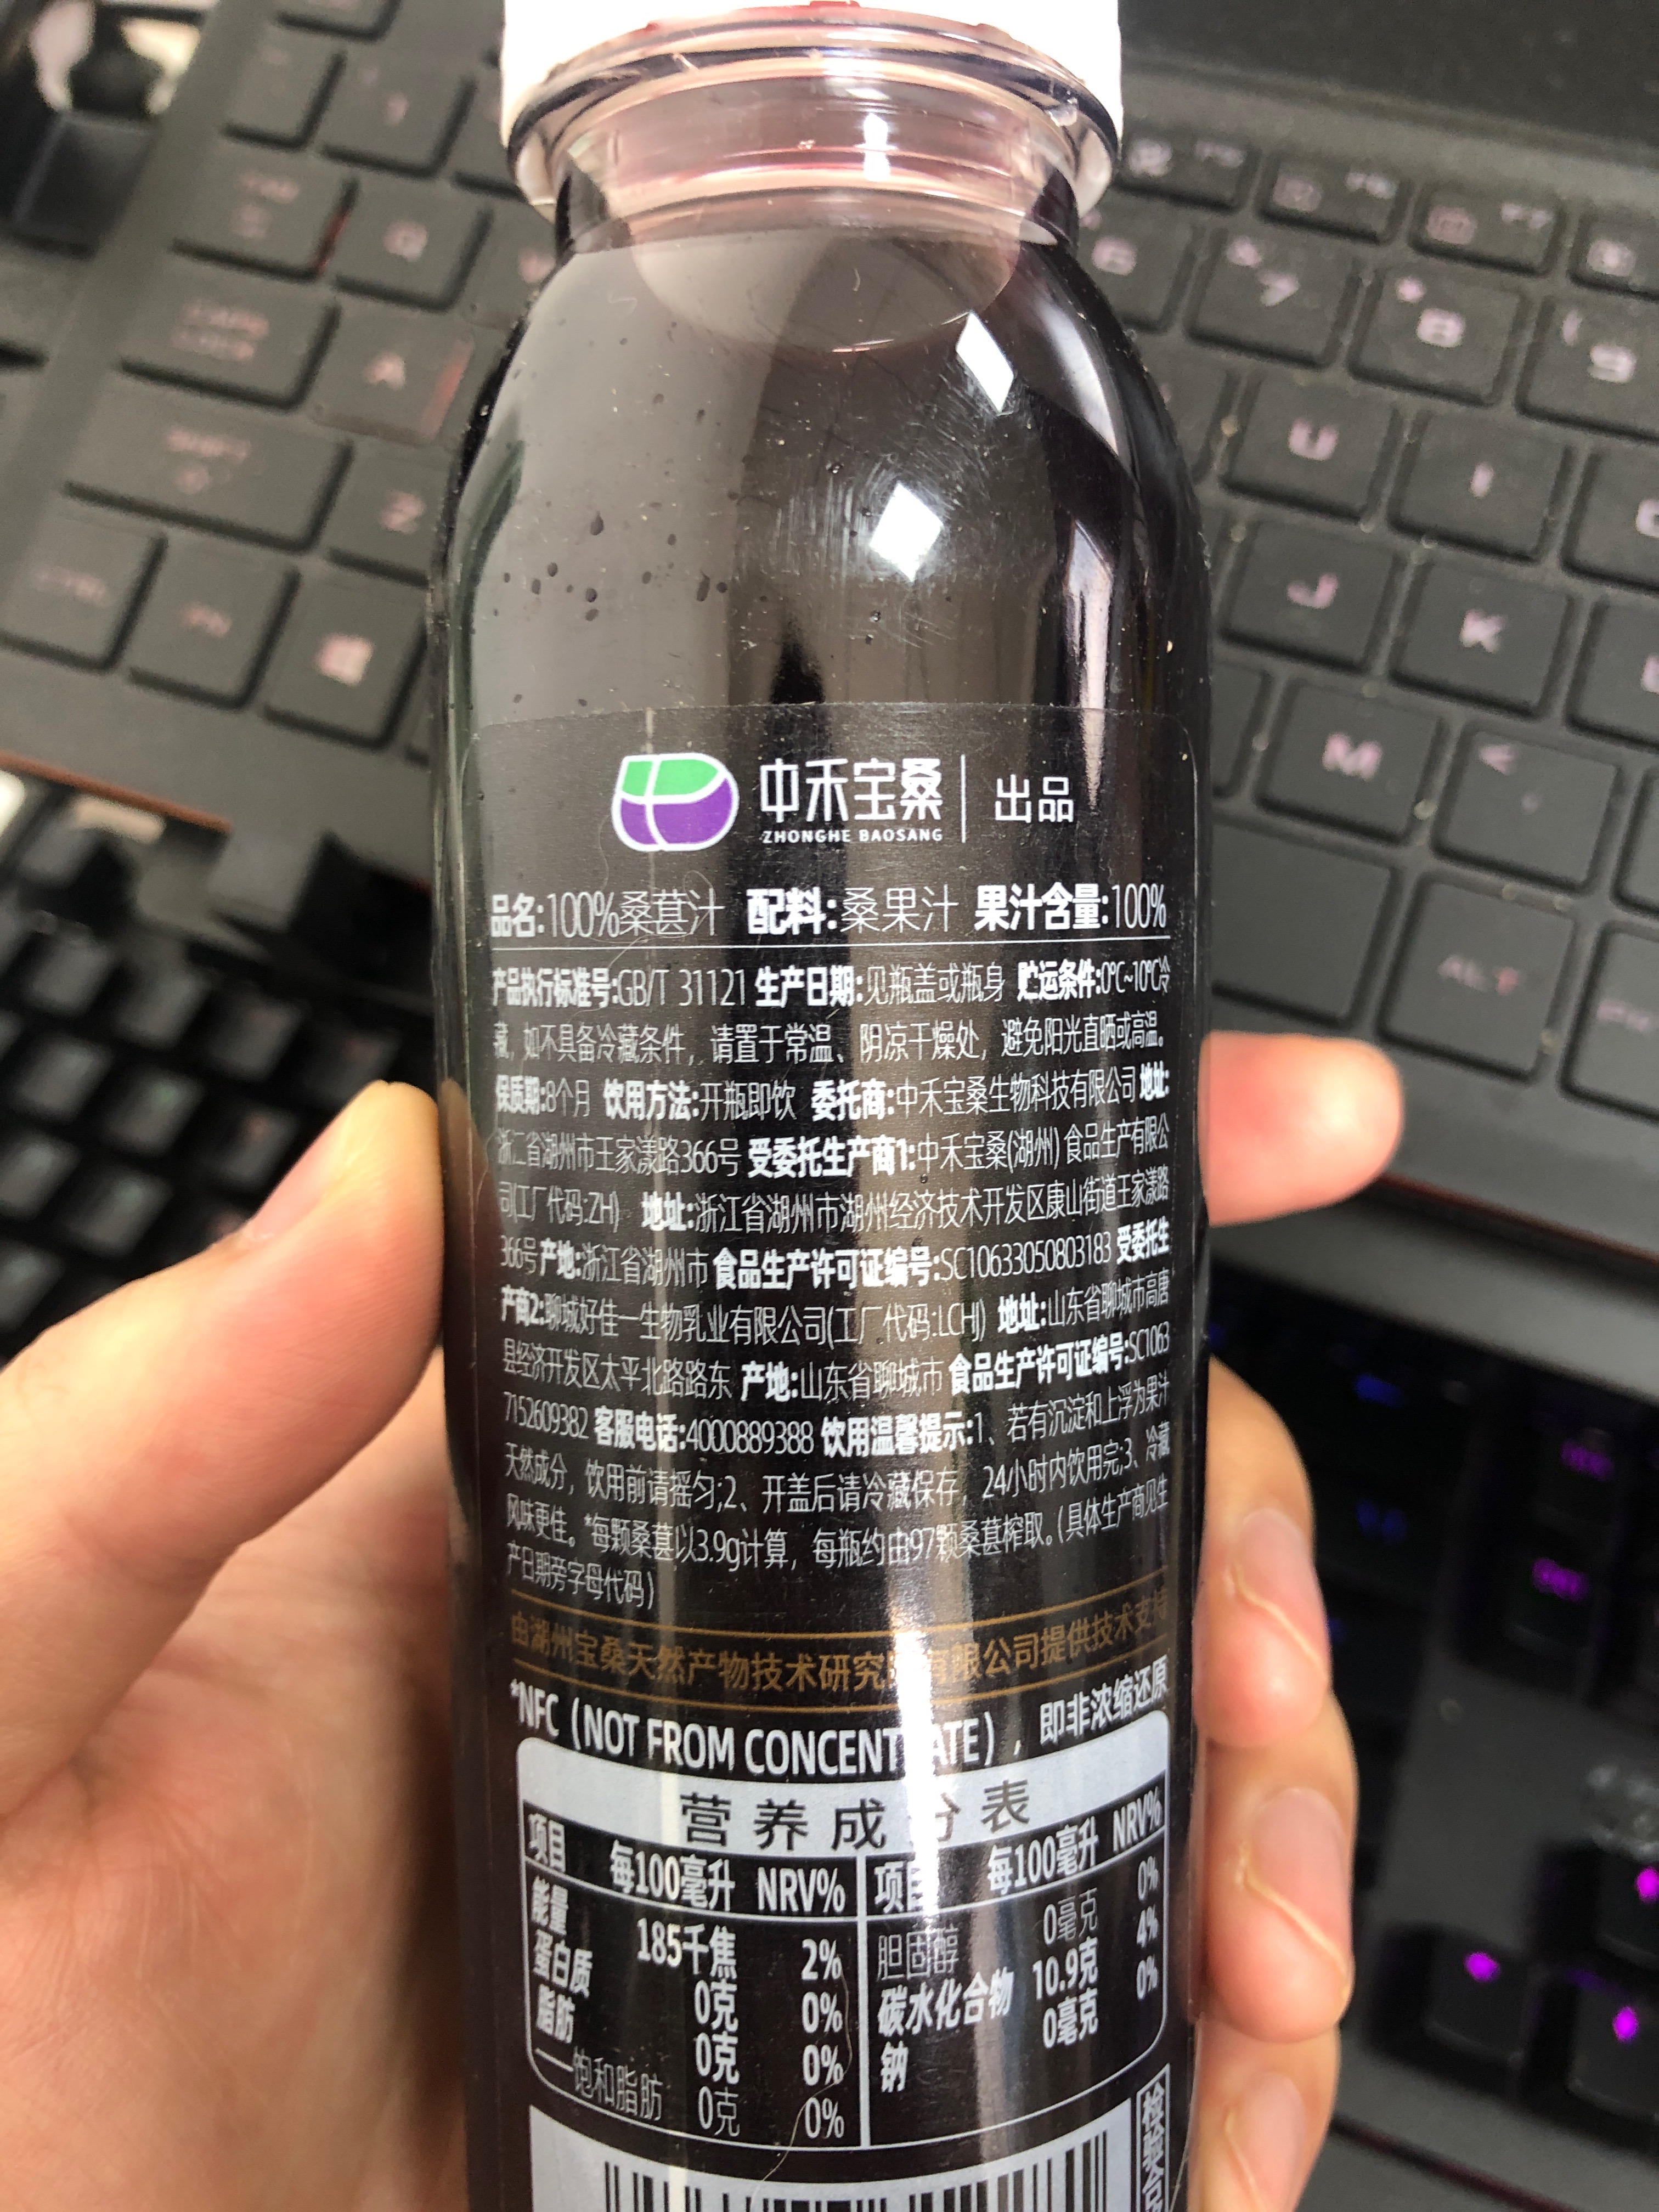 中禾宝桑 出品
ZHONGHE BAOSANG
品名:100%桑葚汁 配料:桑果汁 果汁含量:100%
产品执行标准号:GB/T 31121 生产日期:见瓶盖或瓶身 贮运条件:0℃~10℃冷
藏，如不具备冷藏条件，请置于常温、阴凉干燥处，避免阳光直晒或高温。
保质期:8个月 饮用方法:开瓶即饮 委托商:中禾宝桑生物科技有限公司 地址:
浙江省湖州市王家漾路366号 受委托生产商1:中禾宝桑(湖州)食品生产有限公
司(工厂代码:ZH) 地址:浙江省湖州市湖州经济技术开发区康山街道王家漾路
366号 产地:浙江省湖州市 食品生产许可证编号:SC10633050803183 受委托生
产商2:聊城好佳一生物乳业有限公司(工厂代码:LCHJ) 地址:山东省聊城市高唐
县经济开发区太平北路路东 产地:山东省聊城市 食品生产许可证编号:SC1063
7152609382 客服电话:4000889388 饮用温馨提示:1、若有沉淀和上浮为果汁
天然成分，饮用前请摇匀;2、开盖后请冷藏保存，24小时内饮用完;3、冷藏
风味更佳。*每颗桑葚以3.9g计算，每瓶约由97颗桑葚榨取。(具体生产商见生
产日期旁字母代码)
由湖州宝桑天然产物技术研究 有限公司提供技术支持
*NFC（NOT FROM CONCENTRATE），即非浓缩还原
营养成分表
项目 每100毫升 NRV% 项目 每100毫升 NRV%
能量 185千焦 2% 胆固醇 0毫克 0%
蛋白质 0克 0% 碳水化合物 10.9克 4%
脂肪 0克 0% 钠 0毫克 0%
——饱和脂肪 0克 0%
检验合
Q
A
Z
6
& 7
* 8
( 9
U
I
J
K
M
<
ALT